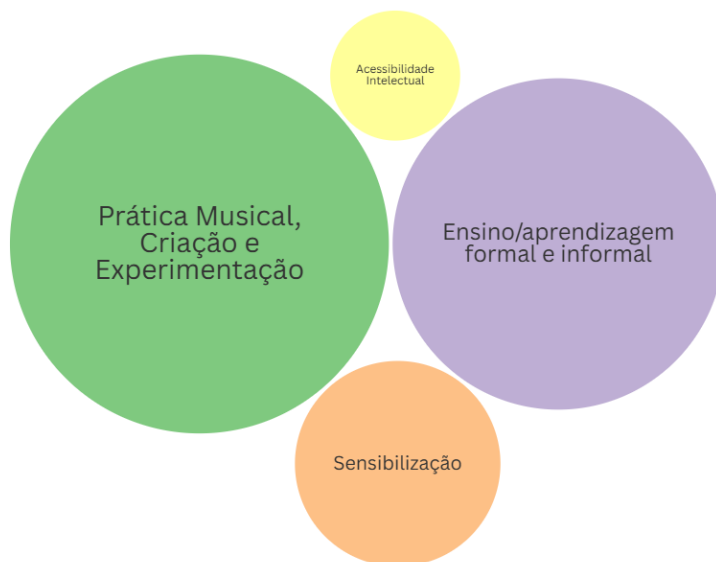 Acessibilidade
Intelectual
Prática Musical,
Criação e
Experimentação
Ensino/aprendizagem
formal e informal
Sensibilização